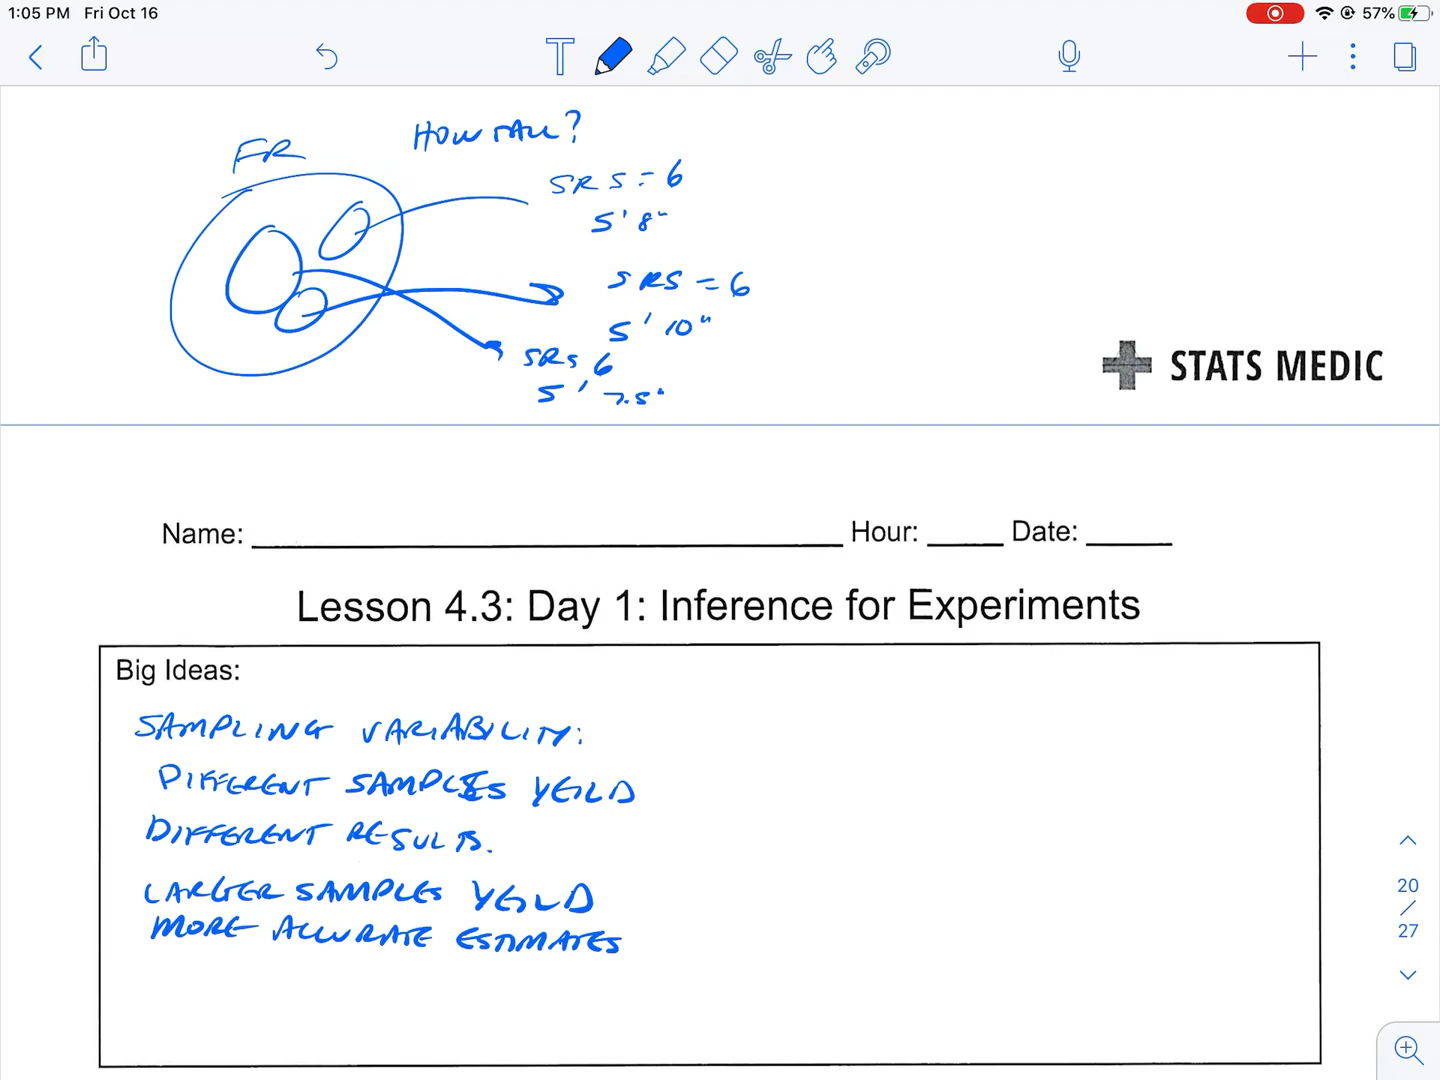 1:05 PM Fri Oct 16
57%
T
FR
HOW TALL?
SRS = 6
5' 8"
SRS = 6
5' 10"
SRS 6
5' 7.5"
STATS MEDIC
Name: Hour: Date:
Lesson 4.3: Day 1: Inference for Experiments
Big Ideas:
SAMPLING VARIABILITY:
DIFFERENT SAMPLES YEILD
DIFFERENT RESULTS.
LARGER SAMPLES YEILD
MORE ACCURATE ESTIMATES
20
/
27